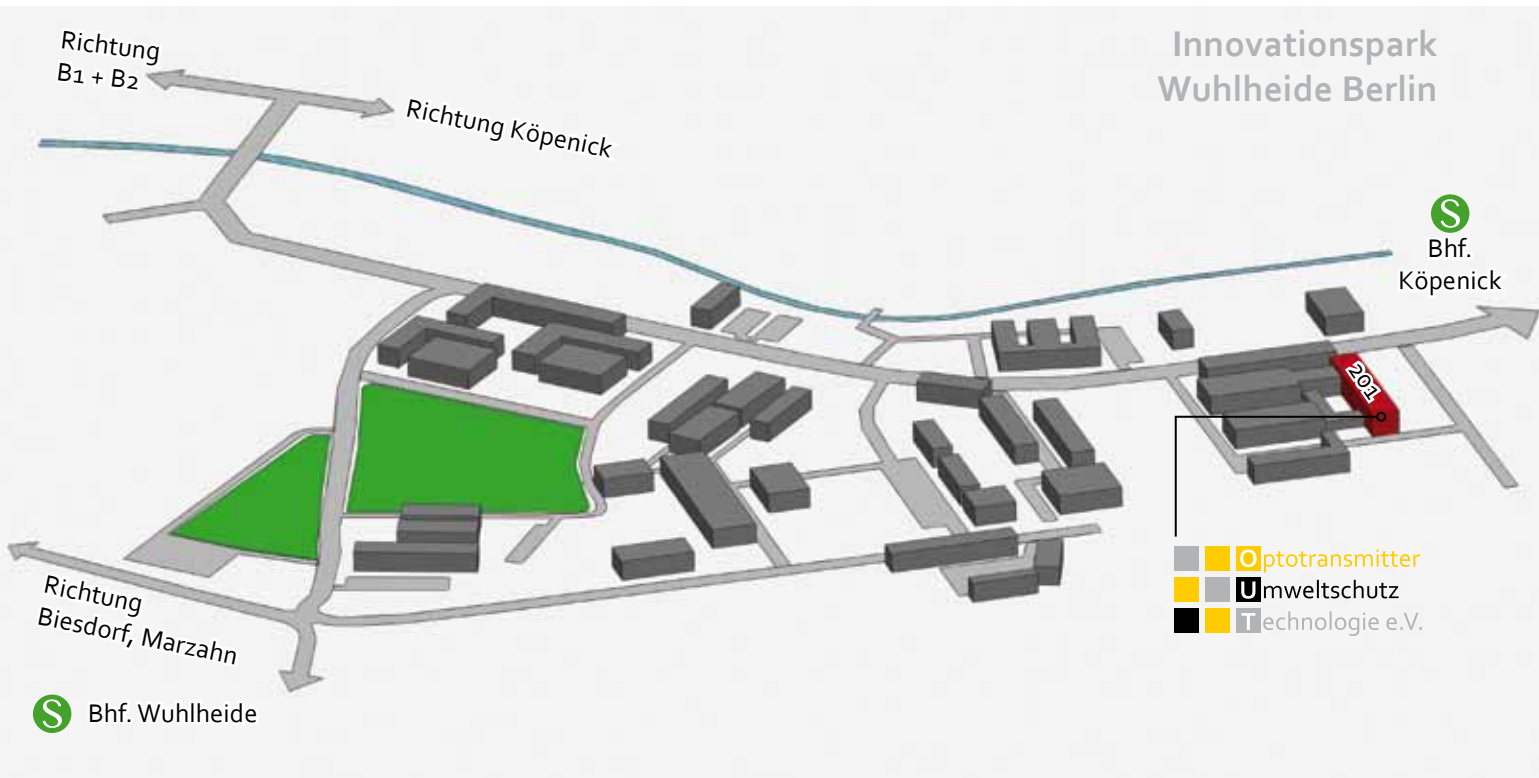 Innovationspark
Wuhlheide Berlin
Richtung
B1 + B2
Richtung Köpenick
S
Bhf.
Köpenick
201
Optotransmitter
Umweltschutz
Technologie e.V.
Richtung
Biesdorf, Marzahn
S Bhf. Wuhlheide